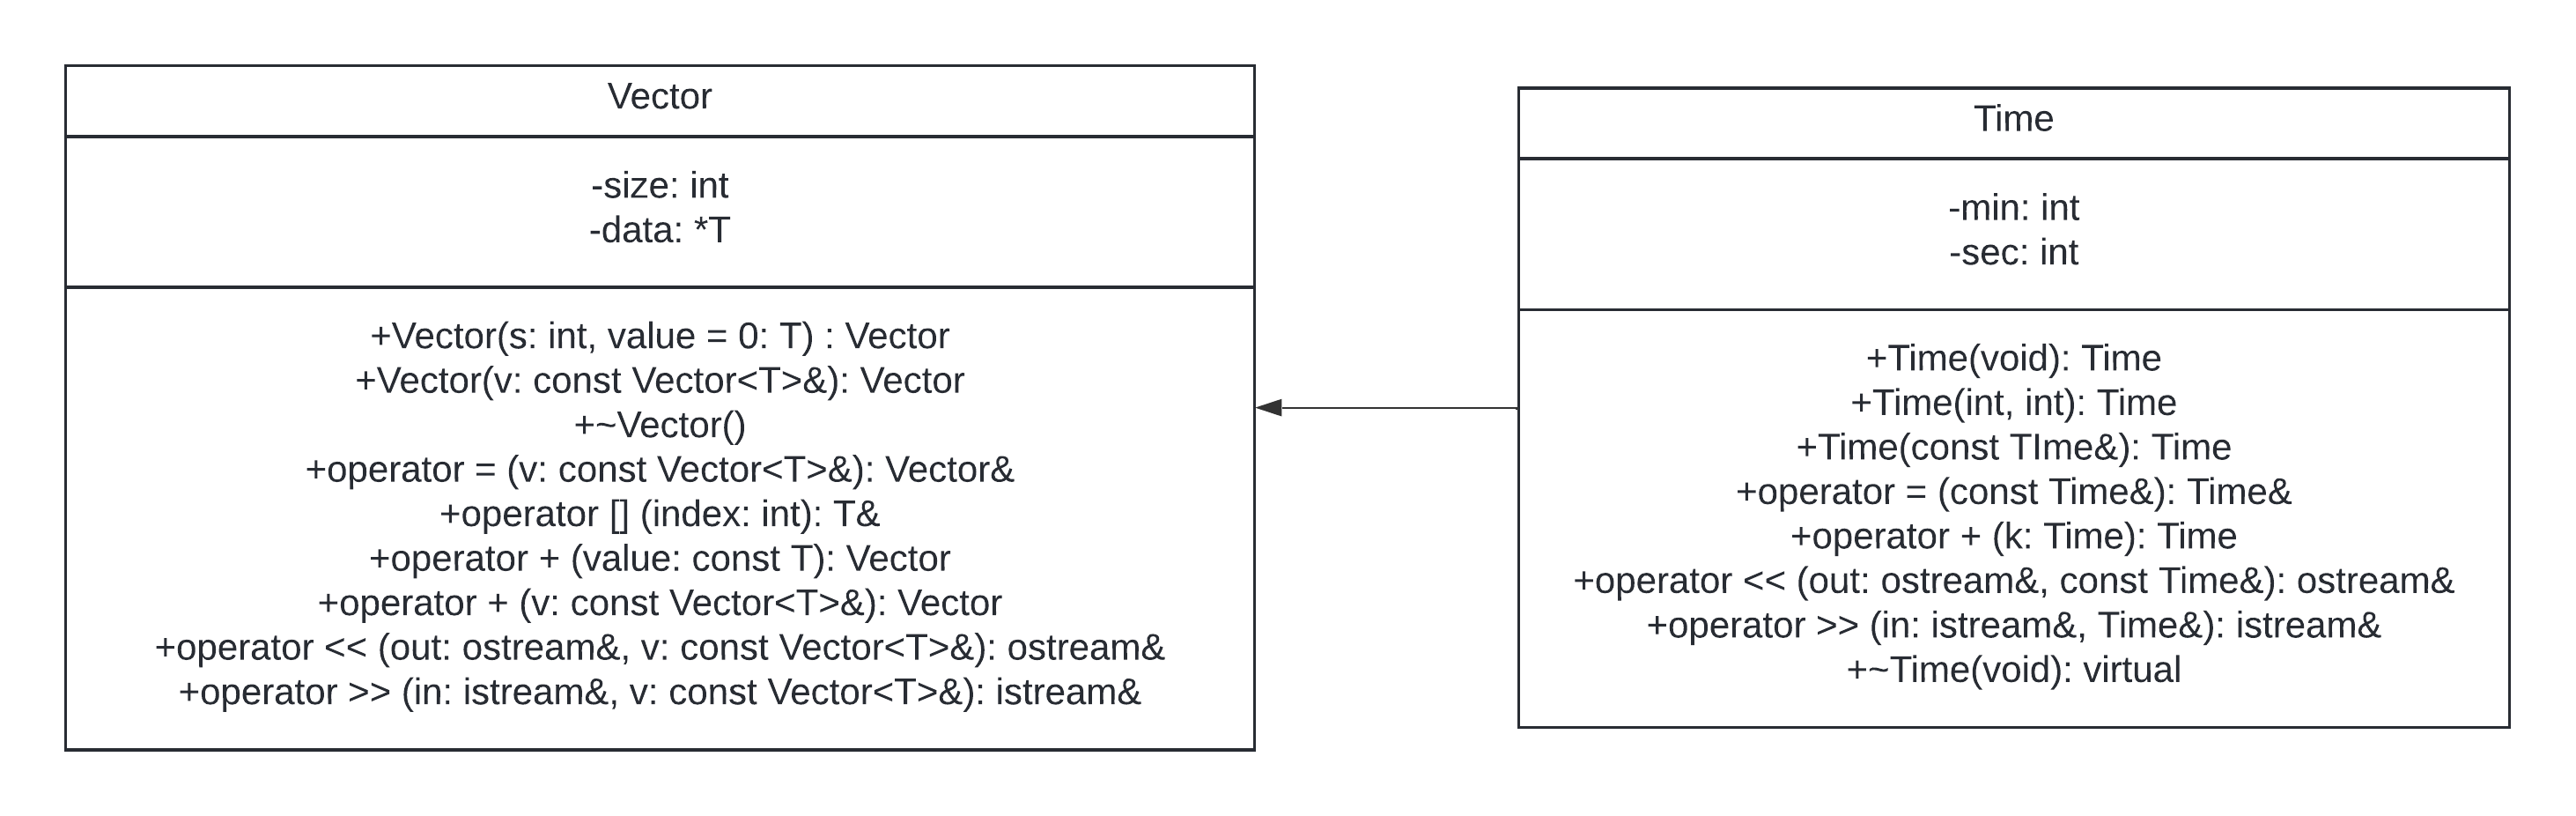 Vector
-size: int
-data: *T
+Vector(s: int, value = 0: T) : Vector
+Vector(v: const Vector<T>&): Vector
+~Vector()
+operator = (v: const Vector<T>&): Vector&
+operator [] (index: int): T&
+operator + (value: const T): Vector
+operator + (v: const Vector<T>&): Vector
+operator << (out: ostream&, v: const Vector<T>&): ostream&
+operator >> (in: istream&, v: const Vector<T>&): istream&
Time
-min: int
-sec: int
+Time(void): Time
+Time(int, int): Time
+Time(const TIme&): Time
+operator = (const Time&): Time&
+operator + (k: Time): Time
+operator << (out: ostream&, const Time&): ostream&
+operator >> (in: istream&, Time&): istream&
+~Time(void): virtual